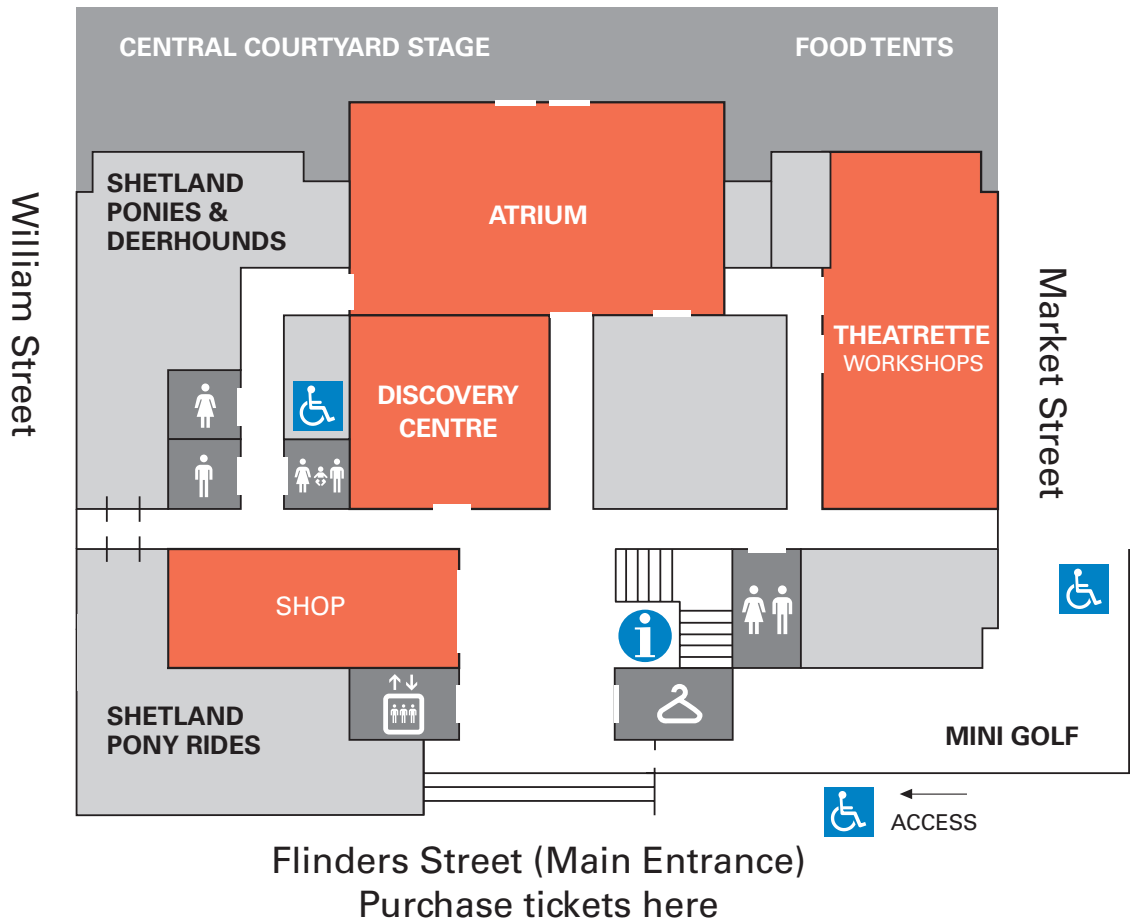 CENTRAL COURTYARD STAGE
FOOD TENTS
SHETLAND
PONIES &
DEERHOUNDS
ATRIUM
William Street
Market Street
THEATRETTE
WORKSHOPS
DISCOVERY
CENTRE
SHOP
i
SHETLAND
PONY RIDES
MINI GOLF
ACCESS
Flinders Street (Main Entrance)
Purchase tickets here